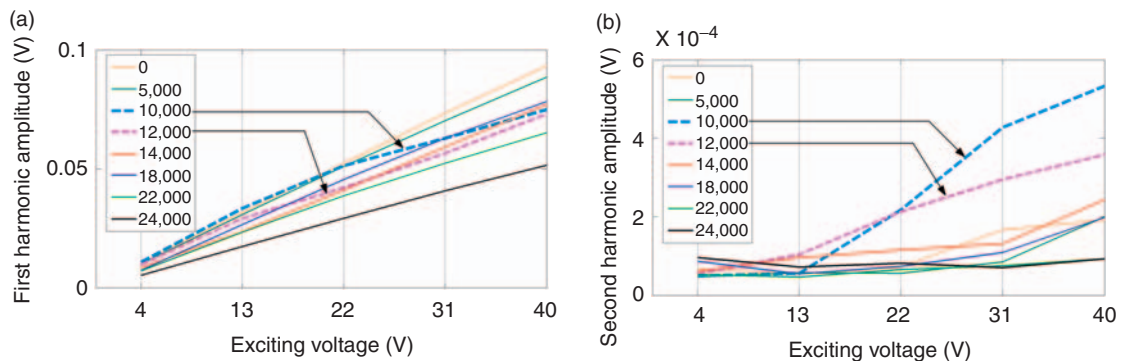 (a)
First harmonic amplitude (V)
0.1
0.05
0
0
5,000
10,000
12,000
14,000
18,000
22,000
24,000
4 13 22 31 40
Exciting voltage (V)
(b)
X 10⁻⁴
Second harmonic amplitude (V)
6
4
2
0
0
5,000
10,000
12,000
14,000
18,000
22,000
24,000
4 13 22 31 40
Exciting voltage (V)